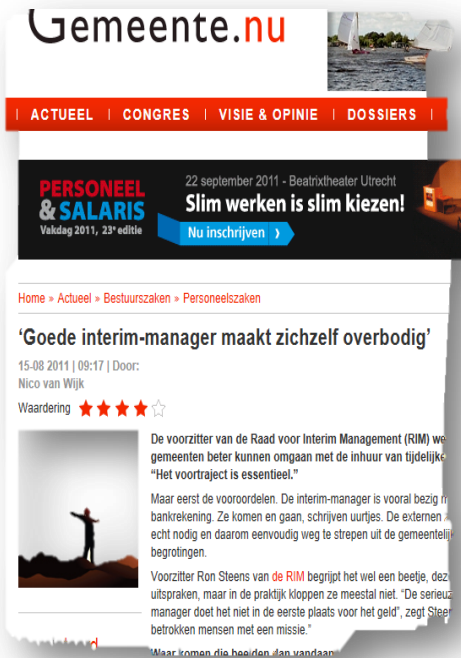 Gemeente.nu
ACTUEEL | CONGRES | VISIE & OPINIE | DOSSIERS |
PERSONEEL
& SALARIS
Vakdag 2011, 23e editie
22 september 2011 - Beatrixtheater Utrecht
Slim werken is slim kiezen!
Nu inschrijven
Home » Actueel » Bestuurszaken » Personeelszaken
‘Goede interim-manager maakt zichzelf overbodig’
15-08 2011 | 09:17 | Door:
Nico van Wijk
Waardering
De voorzitter van de Raad voor Interim Management (RIM) we
gemeenten beter kunnen omgaan met de inhuur van tijdelijke
“Het voortraject is essentieel.”
Maar eerst de vooroordelen. De interim-manager is vooral bezig
bankrekening. Ze komen en gaan, schrijven uurtjes. De externen
echt nodig en daarom eenvoudig weg te strepen uit de gemeentelijk
begrotingen.
Voorzitter Ron Steens van de RIM begrijpt het wel een beetje, dez
uitspraken, maar in de praktijk kloppen ze meestal niet. “De serieuz
manager doet het niet in de eerste plaats voor het geld”, zegt Steen
betrokken mensen met een missie.”
Waar komen die beelden dan vandaan